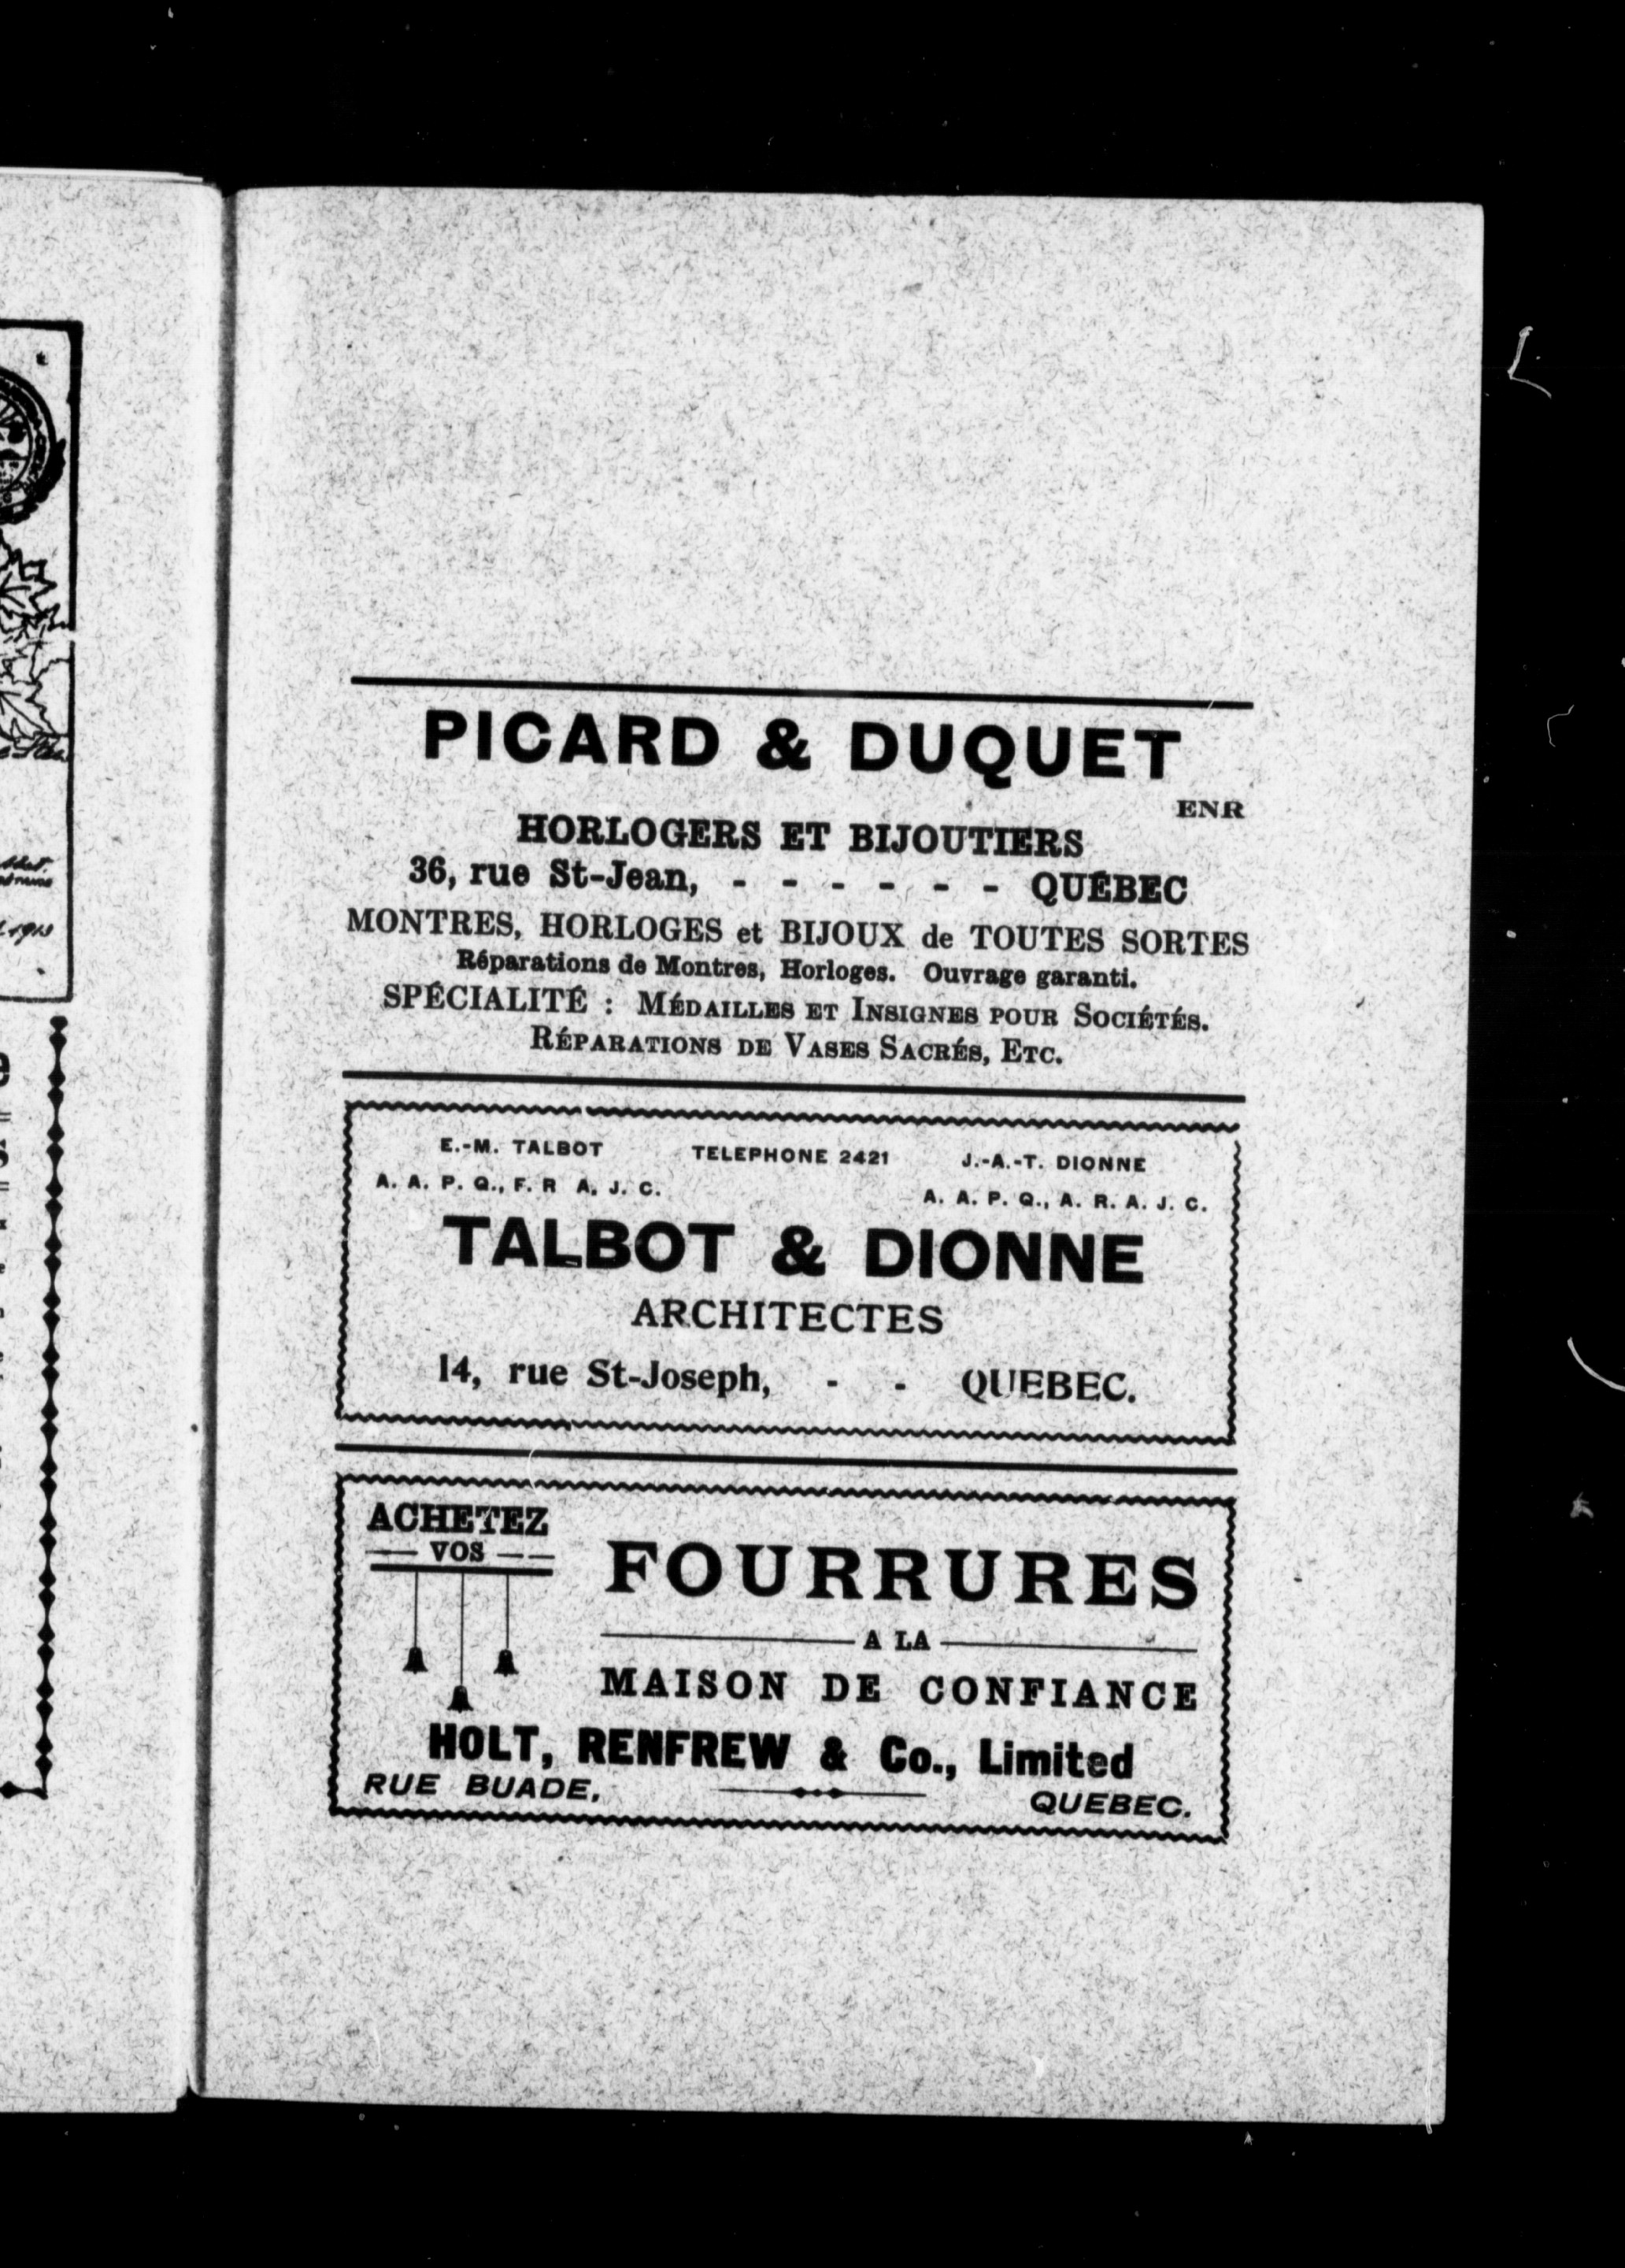 PICARD & DUQUET
ENR
HORLOGERS ET BIJOUTIERS
36, rue St-Jean, - - - - - - QUÉBEC
MONTRES, HORLOGES et BIJOUX de TOUTES SORTES
Réparations de Montres, Horloges. Ouvrage garanti.
SPÉCIALITÉ : MÉDAILLES ET INSIGNES POUR SOCIÉTÉS.
RÉPARATIONS DE VASES SACRÉS, ETC.
E.-M. TALBOT TELEPHONE 2421 J.-A.-T. DIONNE
A. A. P. Q., F. R A. J. C. A. A. P. Q., A. R. A. J. C.
TALBOT & DIONNE
ARCHITECTES
14, rue St-Joseph, - - QUEBEC.
ACHETEZ
VOS
FOURRURES
A LA
MAISON DE CONFIANCE
HOLT, RENFREW & Co., Limited
RUE BUADE, QUEBEC.